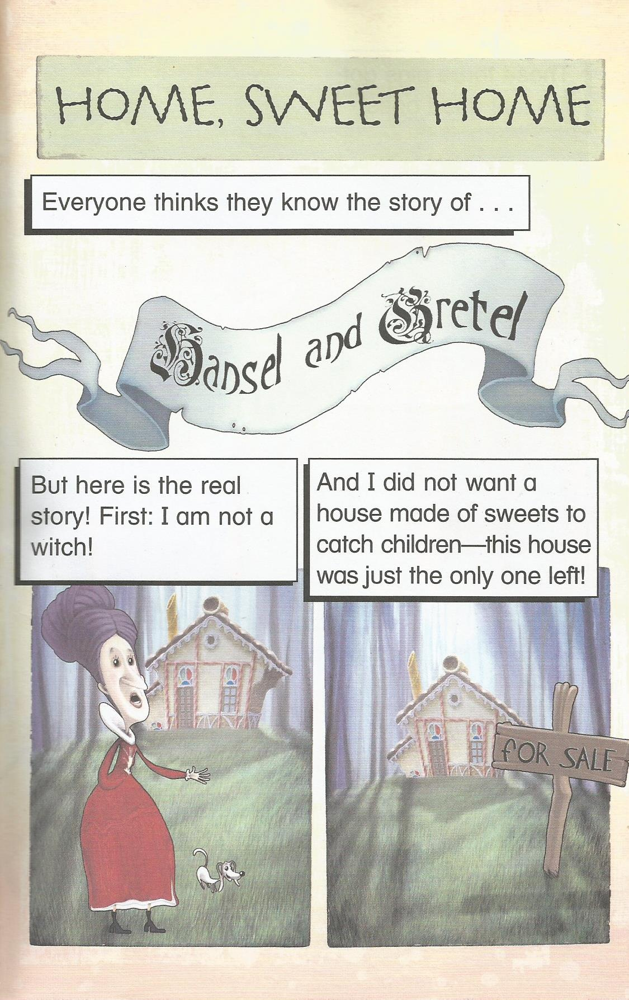 HOME, SWEET HOME
Everyone thinks they know the story of . . .
Hansel and Gretel
But here is the real
story! First: I am not a
witch!
And I did not want a
house made of sweets to
catch children—this house
was just the only one left!
FOR SALE